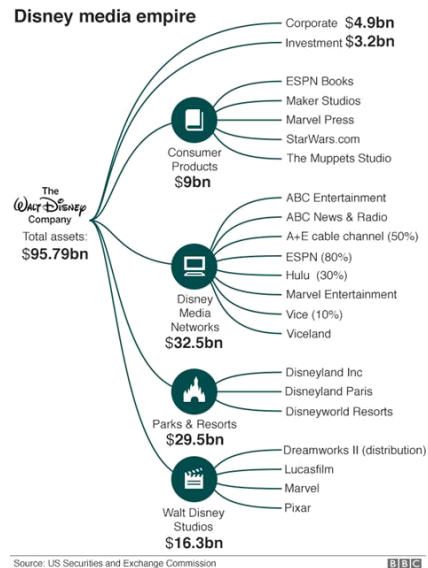 Disney media empire
Corporate $4.9bn
Investment $3.2bn
ESPN Books
Maker Studios
Marvel Press
StarWars.com
The Muppets Studio
Consumer
Products
$9bn
The
WALT DISNEY
Company
Total assets:
$95.79bn
ABC Entertainment
ABC News & Radio
A+E cable channel (50%)
ESPN (80%)
Hulu (30%)
Marvel Entertainment
Vice (10%)
Viceland
Disney
Media
Networks
$32.5bn
Disneyland Inc
Disneyland Paris
Disneyworld Resorts
Parks & Resorts
$29.5bn
Dreamworks II (distribution)
Lucasfilm
Marvel
Pixar
Walt Disney
Studios
$16.3bn
Source: US Securities and Exchange Commission
BBC